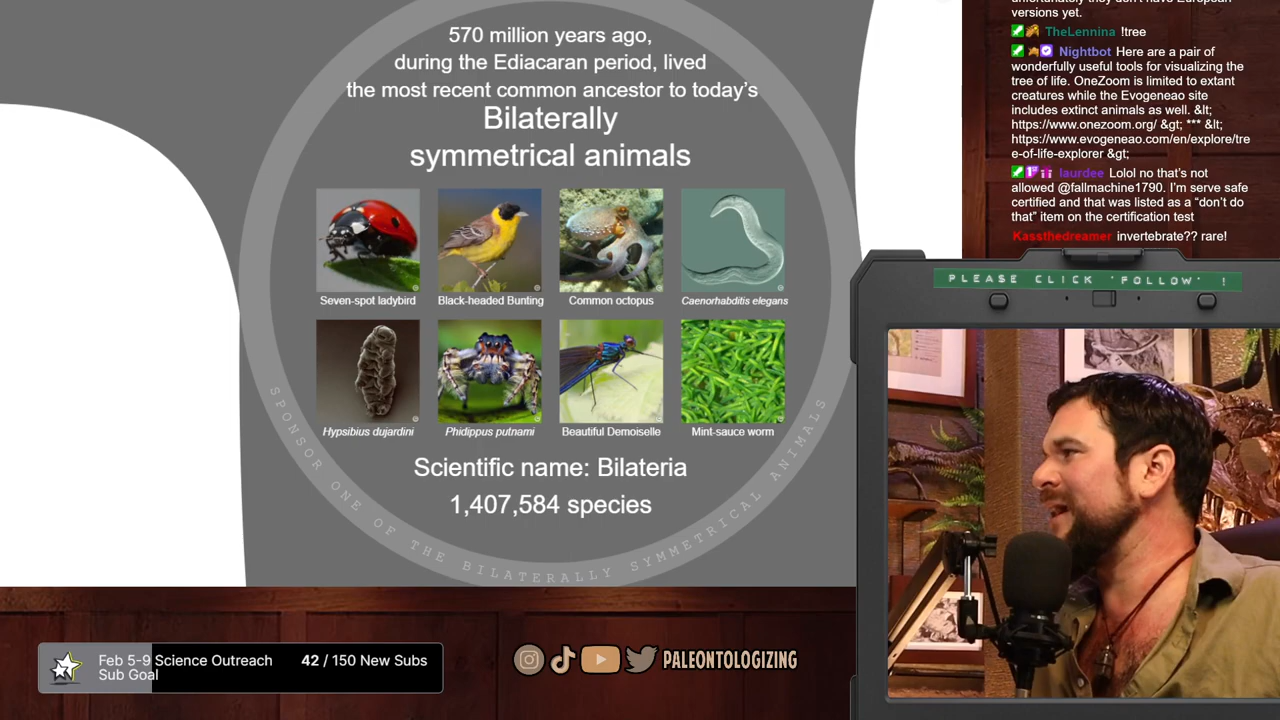 570 million years ago,
during the Ediacaran period, lived
the most recent common ancestor to today's
Bilaterally
symmetrical animals
Seven-spot ladybird
Black-headed Bunting
Common octopus
Caenorhabditis elegans
Hypsibius dujardini
Phidippus putnami
Beautiful Demoiselle
Mint-sauce worm
Scientific name: Bilateria
1,407,584 species
SPONSOR ONE OF THE BILATERALLY SYMMETRICAL ANIMALS
unfortunately they don't have European
versions yet.
TheLennina !tree
Nightbot Here are a pair of
wonderfully useful tools for visualizing the
tree of life. OneZoom is limited to extant
creatures while the Evogeneao site
includes extinct animals as well. &lt;
https://www.onezoom.org/ &gt; *** &lt;
https://www.evogeneao.com/en/explore/tre
e-of-life-explorer &gt;
laurdee Lolol no that's not
allowed @fallmachine1790. I'm serve safe
certified and that was listed as a “don't do
that” item on the certification test
Kassthedreamer invertebrate?? rare!
PLEASE CLICK 'FOLLOW' !
Feb 5-9 Science Outreach
Sub Goal
42 / 150 New Subs
PALEONTOLOGIZING